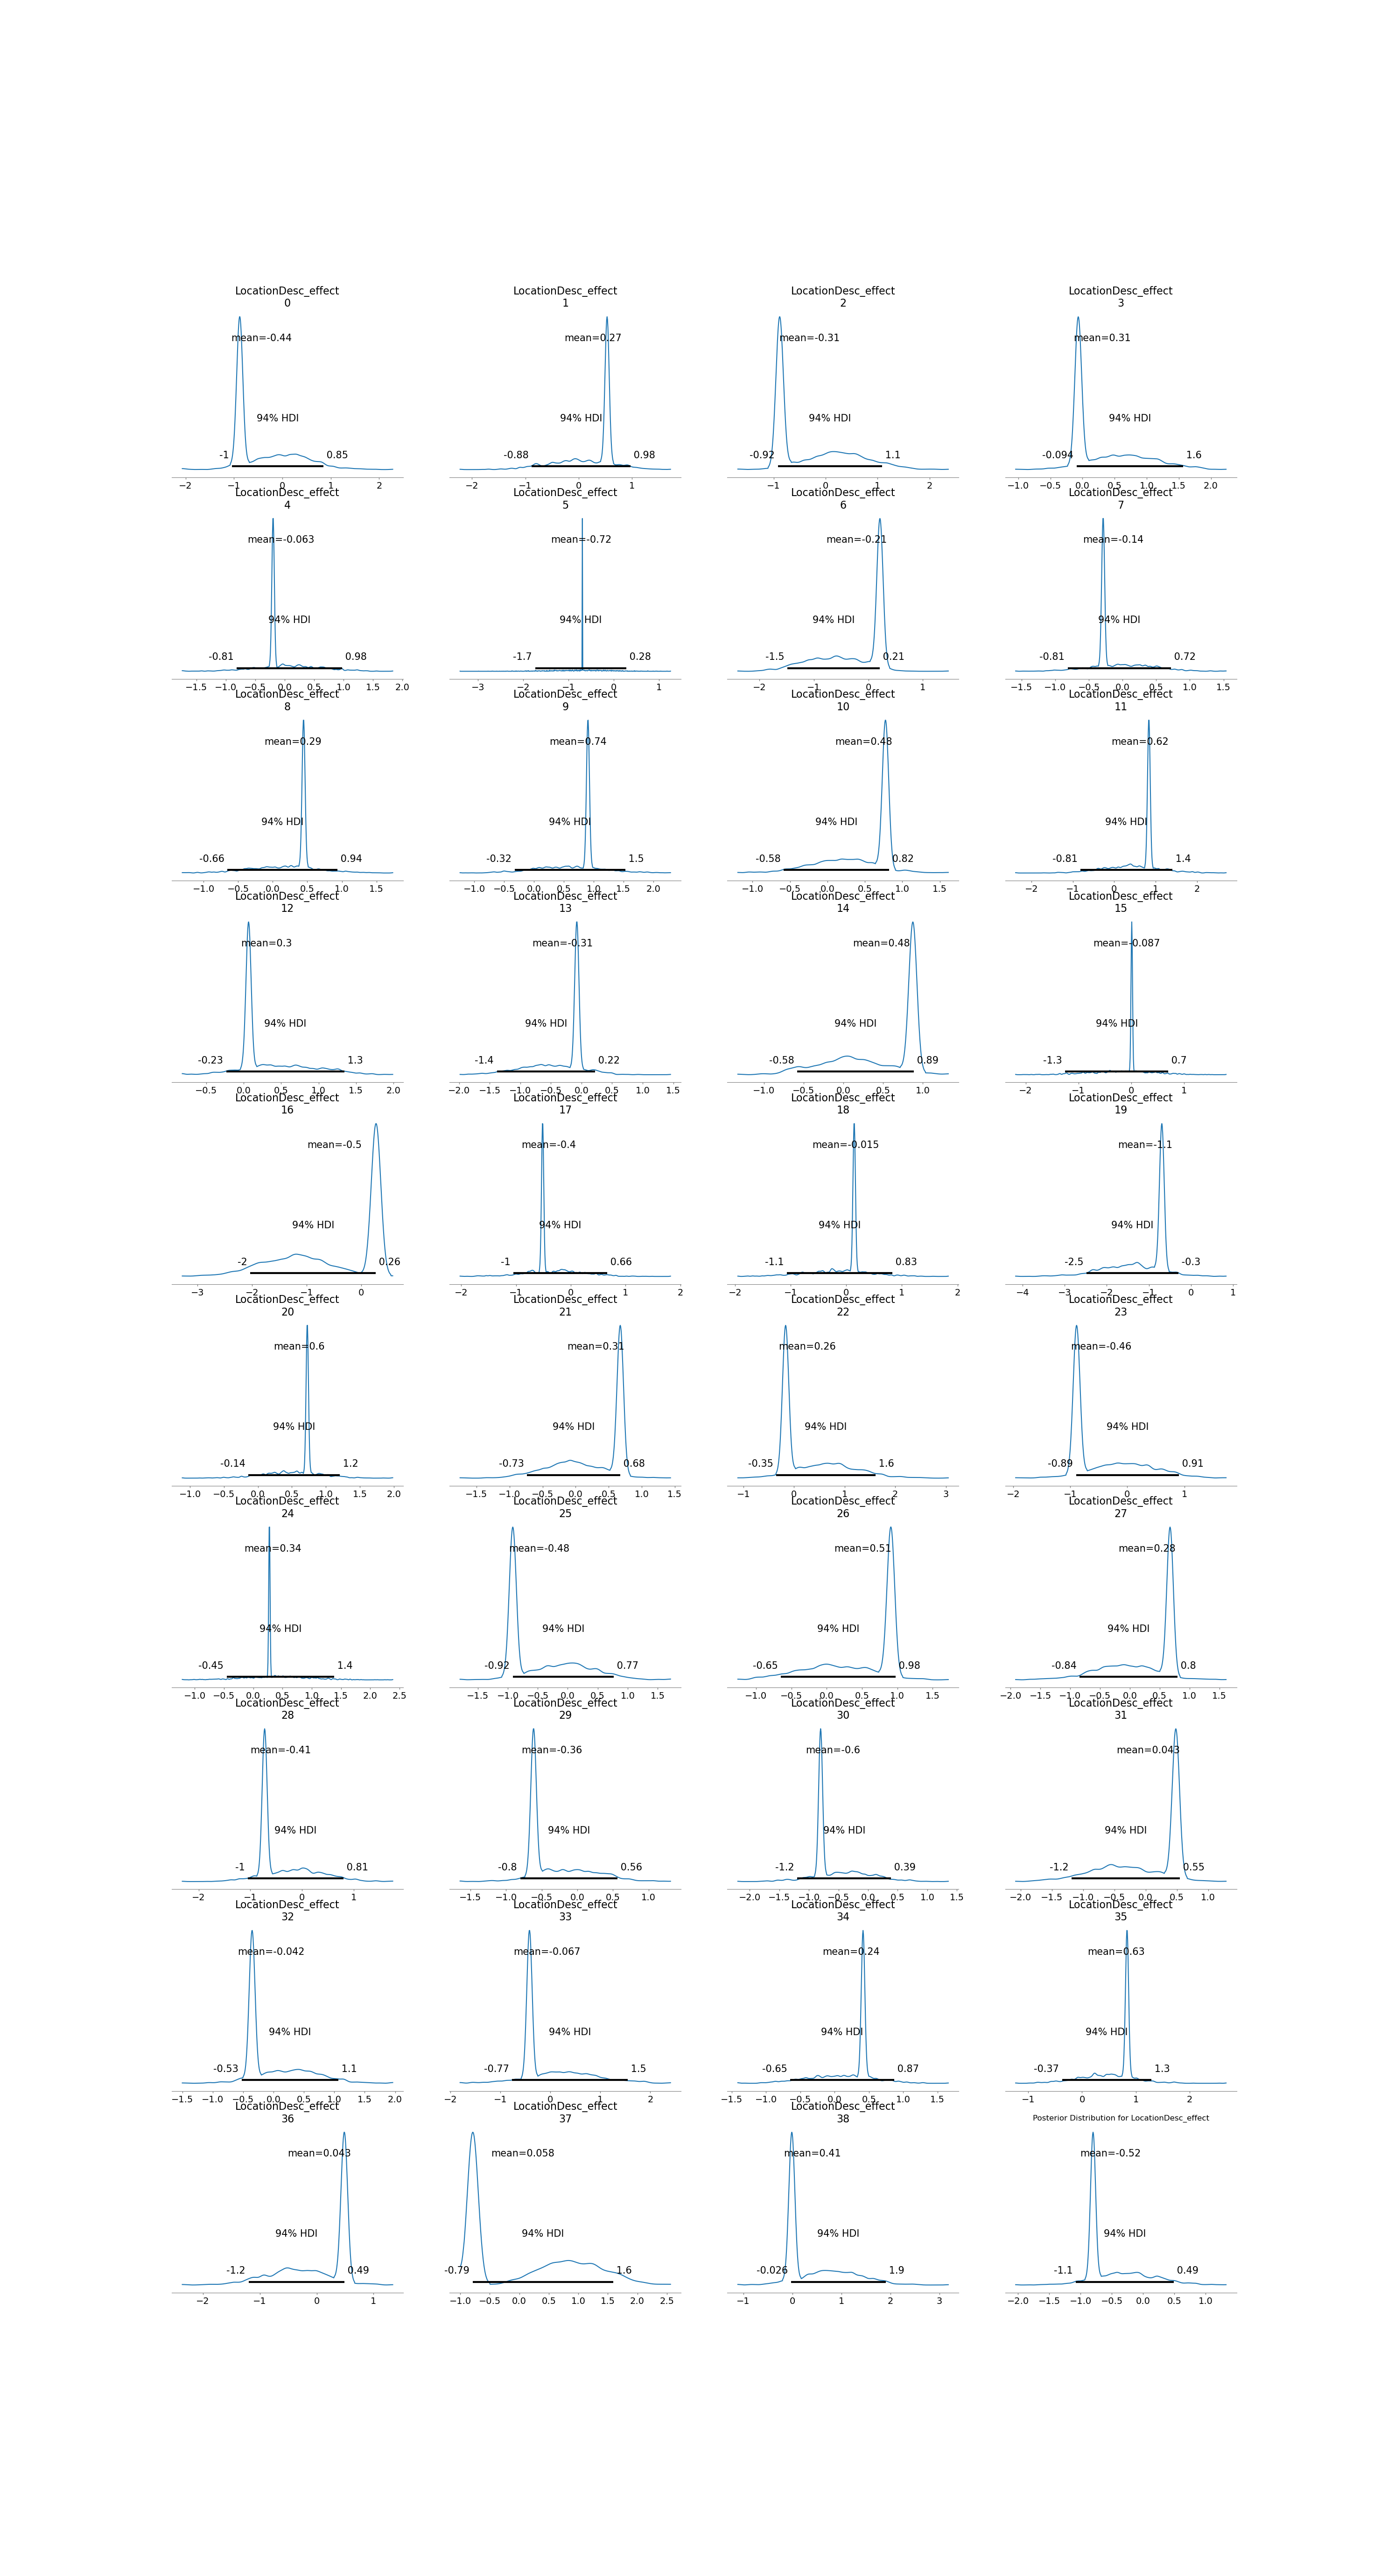 LocationDesc_effect
0
mean=-0.44
94% HDI
-1 0.85
−2 −1 0 1 2
LocationDesc_effect
1
mean=0.27
94% HDI
-0.88 0.98
−2 −1 0 1
LocationDesc_effect
2
mean=-0.31
94% HDI
-0.92 1.1
−1 0 1 2
LocationDesc_effect
3
mean=0.31
94% HDI
-0.094 1.6
−1.0 −0.5 0.0 0.5 1.0 1.5 2.0
LocationDesc_effect
4
mean=-0.063
94% HDI
-0.81 0.98
−1.5 −1.0 −0.5 0.0 0.5 1.0 1.5 2.0
LocationDesc_effect
5
mean=-0.72
94% HDI
-1.7 0.28
−3 −2 −1 0 1
LocationDesc_effect
6
mean=-0.21
94% HDI
-1.5 0.21
−2 −1 0 1
LocationDesc_effect
7
mean=-0.14
94% HDI
-0.81 0.72
−1.5 −1.0 −0.5 0.0 0.5 1.0 1.5
LocationDesc_effect
8
mean=0.29
94% HDI
-0.66 0.94
−1.0 −0.5 0.0 0.5 1.0 1.5
LocationDesc_effect
9
mean=0.74
94% HDI
-0.32 1.5
−1.0 −0.5 0.0 0.5 1.0 1.5 2.0
LocationDesc_effect
10
mean=0.48
94% HDI
-0.58 0.82
−1.0 −0.5 0.0 0.5 1.0 1.5
LocationDesc_effect
11
mean=0.62
94% HDI
-0.81 1.4
−2 −1 0 1 2
LocationDesc_effect
12
mean=0.3
94% HDI
-0.23 1.3
−0.5 0.0 0.5 1.0 1.5 2.0
LocationDesc_effect
13
mean=-0.31
94% HDI
-1.4 0.22
−2.0 −1.5 −1.0 −0.5 0.0 0.5 1.0 1.5
LocationDesc_effect
14
mean=0.48
94% HDI
-0.58 0.89
−1.0 −0.5 0.0 0.5 1.0
LocationDesc_effect
15
mean=-0.087
94% HDI
-1.3 0.7
−2 −1 0 1
LocationDesc_effect
16
mean=-0.5
94% HDI
-2 0.26
−3 −2 −1 0
LocationDesc_effect
17
mean=-0.4
94% HDI
-1 0.66
−2 −1 0 1 2
LocationDesc_effect
18
mean=-0.015
94% HDI
-1.1 0.83
−2 −1 0 1 2
LocationDesc_effect
19
mean=-1.1
94% HDI
-2.5 -0.3
−4 −3 −2 −1 0 1
LocationDesc_effect
20
mean=0.6
94% HDI
-0.14 1.2
−1.0 −0.5 0.0 0.5 1.0 1.5 2.0
LocationDesc_effect
21
mean=0.31
94% HDI
-0.73 0.68
−1.5 −1.0 −0.5 0.0 0.5 1.0 1.5
LocationDesc_effect
22
mean=0.26
94% HDI
-0.35 1.6
−1 0 1 2 3
LocationDesc_effect
23
mean=-0.46
94% HDI
-0.89 0.91
−2 −1 0 1
LocationDesc_effect
24
mean=0.34
94% HDI
-0.45 1.4
−1.0 −0.5 0.0 0.5 1.0 1.5 2.0 2.5
LocationDesc_effect
25
mean=-0.48
94% HDI
-0.92 0.77
−1.5 −1.0 −0.5 0.0 0.5 1.0 1.5
LocationDesc_effect
26
mean=0.51
94% HDI
-0.65 0.98
−1.0 −0.5 0.0 0.5 1.0 1.5
LocationDesc_effect
27
mean=0.28
94% HDI
-0.84 0.8
−2.0 −1.5 −1.0 −0.5 0.0 0.5 1.0 1.5
LocationDesc_effect
28
mean=-0.41
94% HDI
-1 0.81
−2 −1 0 1
LocationDesc_effect
29
mean=-0.36
94% HDI
-0.8 0.56
−1.5 −1.0 −0.5 0.0 0.5 1.0
LocationDesc_effect
30
mean=-0.6
94% HDI
-1.2 0.39
−2.0 −1.5 −1.0 −0.5 0.0 0.5 1.0 1.5
LocationDesc_effect
31
mean=0.043
94% HDI
-1.2 0.55
−2.0 −1.5 −1.0 −0.5 0.0 0.5 1.0
LocationDesc_effect
32
mean=-0.042
94% HDI
-0.53 1.1
−1.5 −1.0 −0.5 0.0 0.5 1.0 1.5 2.0
LocationDesc_effect
33
mean=-0.067
94% HDI
-0.77 1.5
−2 −1 0 1 2
LocationDesc_effect
34
mean=0.24
94% HDI
-0.65 0.87
−1.5 −1.0 −0.5 0.0 0.5 1.0 1.5
LocationDesc_effect
35
mean=0.63
94% HDI
-0.37 1.3
−1 0 1 2
LocationDesc_effect
36
mean=0.043
94% HDI
-1.2 0.49
−2 −1 0 1
LocationDesc_effect
37
mean=0.058
94% HDI
-0.79 1.6
−1.0 −0.5 0.0 0.5 1.0 1.5 2.0 2.5
LocationDesc_effect
38
mean=0.41
94% HDI
-0.026 1.9
−1 0 1 2 3
Posterior Distribution for LocationDesc_effect
mean=-0.52
94% HDI
-1.1 0.49
−2.0 −1.5 −1.0 −0.5 0.0 0.5 1.0